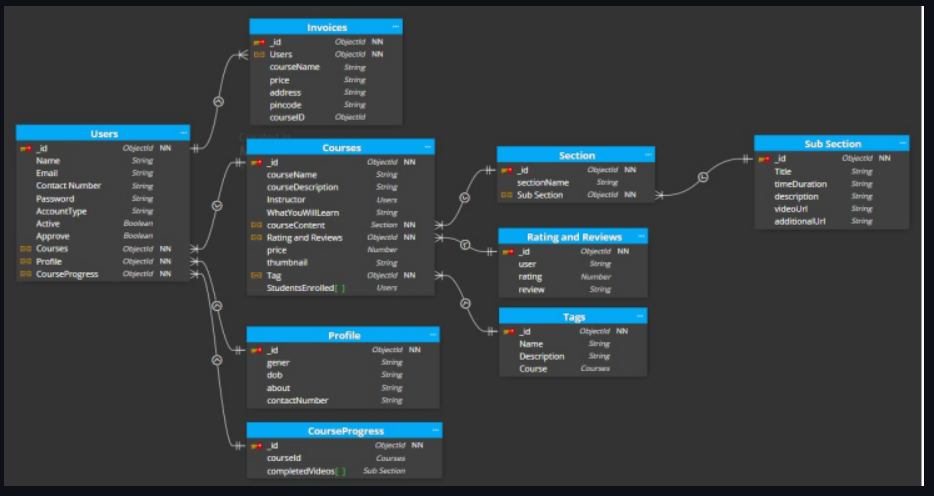 Invoices
_id ObjectId NN
Users ObjectId NN
courseName String
price String
address String
pincode String
courseID ObjectId
Users
_id ObjectId NN
Name String
Email String
Contact Number String
Password String
AccountType String
Active Boolean
Approve Boolean
Courses ObjectId NN
Profile ObjectId NN
CourseProgress ObjectId NN
Courses
_id ObjectId NN
courseName String
courseDescription String
Instructor Users
WhatYouWillLearn String
courseContent Section NN
Rating and Reviews ObjectId NN
price Number
thumbnail String
Tag ObjectId NN
StudentsEnrolled[ ] Users
Section
_id ObjectId NN
sectionName String
Sub Section ObjectId NN
Sub Section
_id ObjectId NN
Title String
timeDuration String
description String
videoUrl String
additionalUrl String
Rating and Reviews
_id ObjectId NN
user String
rating Number
review String
Tags
_id ObjectId NN
Name String
Description String
Course Courses
Profile
_id ObjectId NN
gener String
dob String
about String
contactNumber String
CourseProgress
_id ObjectId NN
courseId Courses
completedVideos[ ] Sub Section